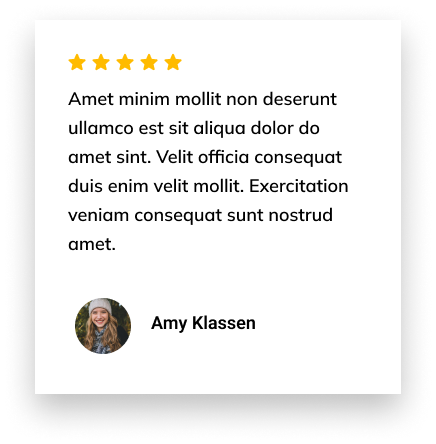 Amet minim mollit non deserunt
ullamco est sit aliqua dolor do
amet sint. Velit officia consequat
duis enim velit mollit. Exercitation
veniam consequat sunt nostrud
amet.
Amy Klassen